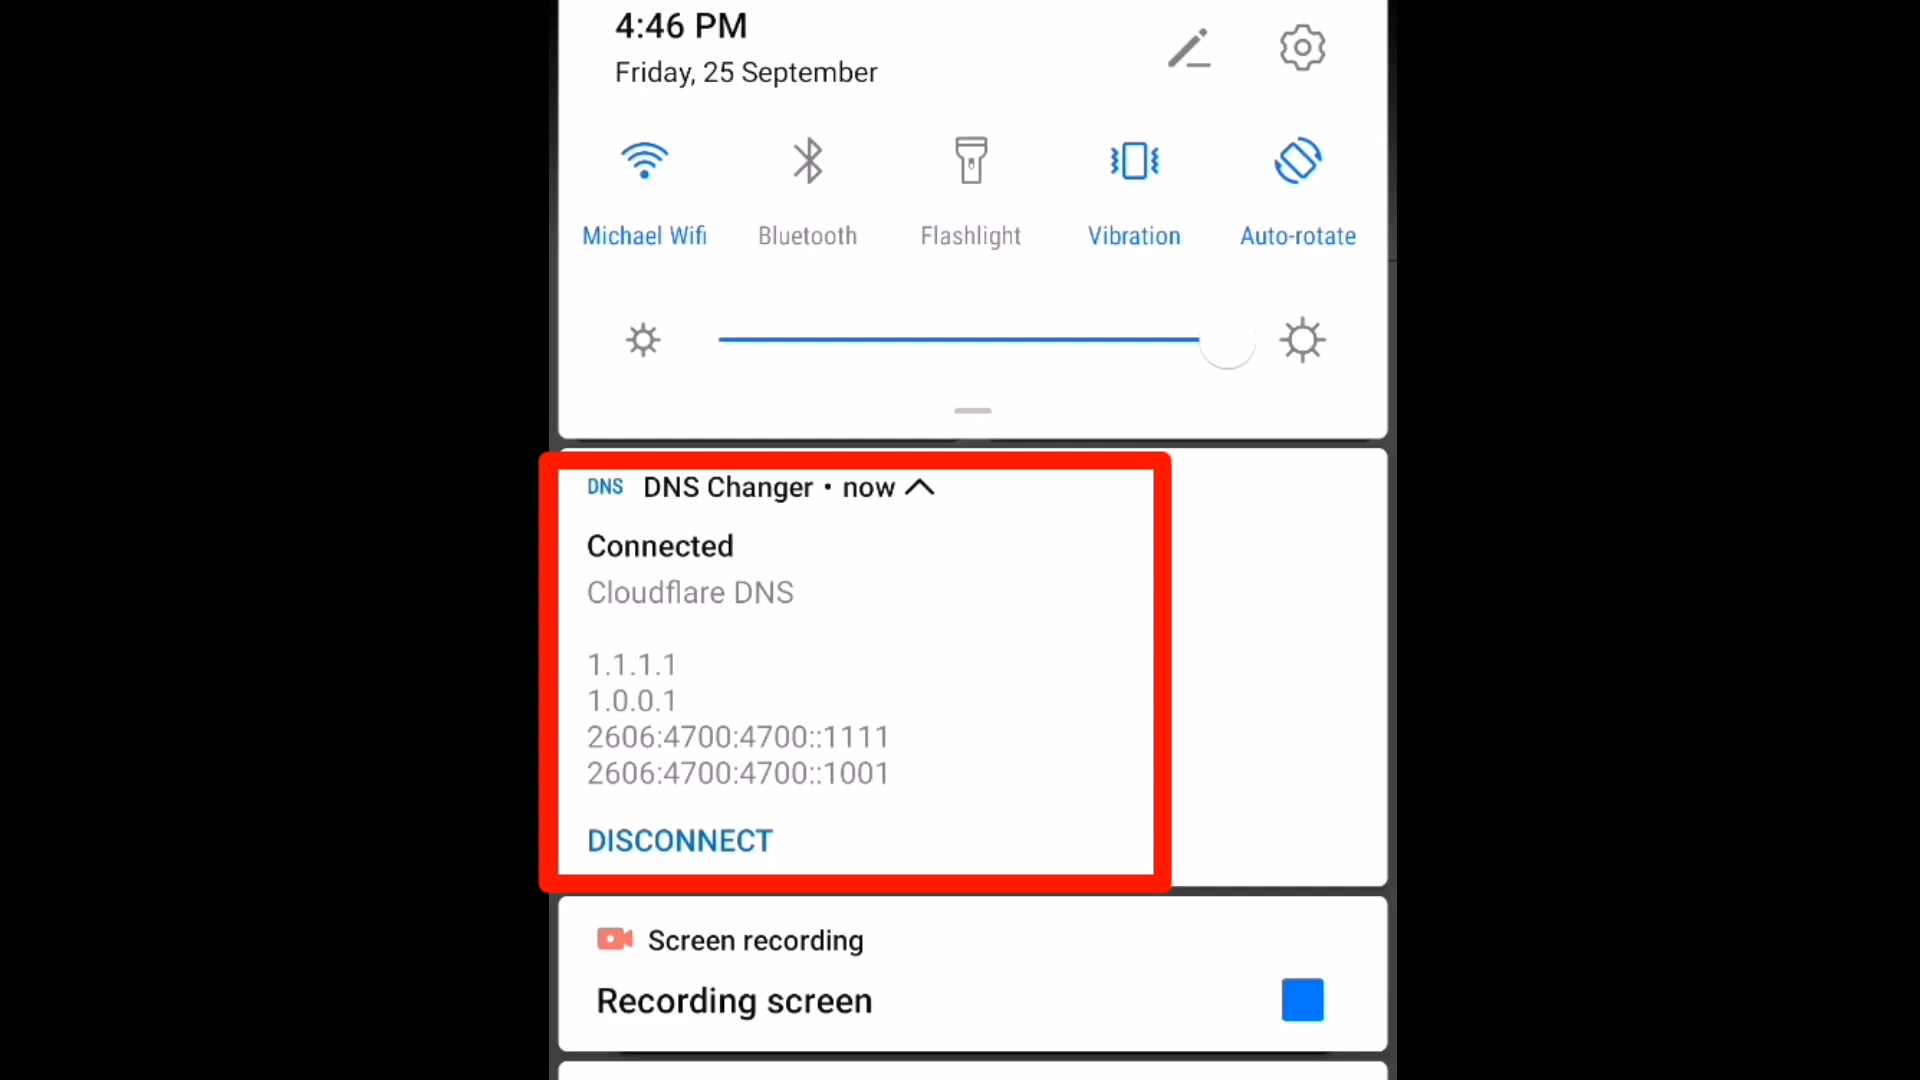 4:46 PM
Friday, 25 September
Michael Wifi
Bluetooth
Flashlight
Vibration
Auto-rotate
DNS DNS Changer • now
Connected
Cloudflare DNS
1.1.1.1
1.0.0.1
2606:4700:4700::1111
2606:4700:4700::1001
DISCONNECT
Screen recording
Recording screen